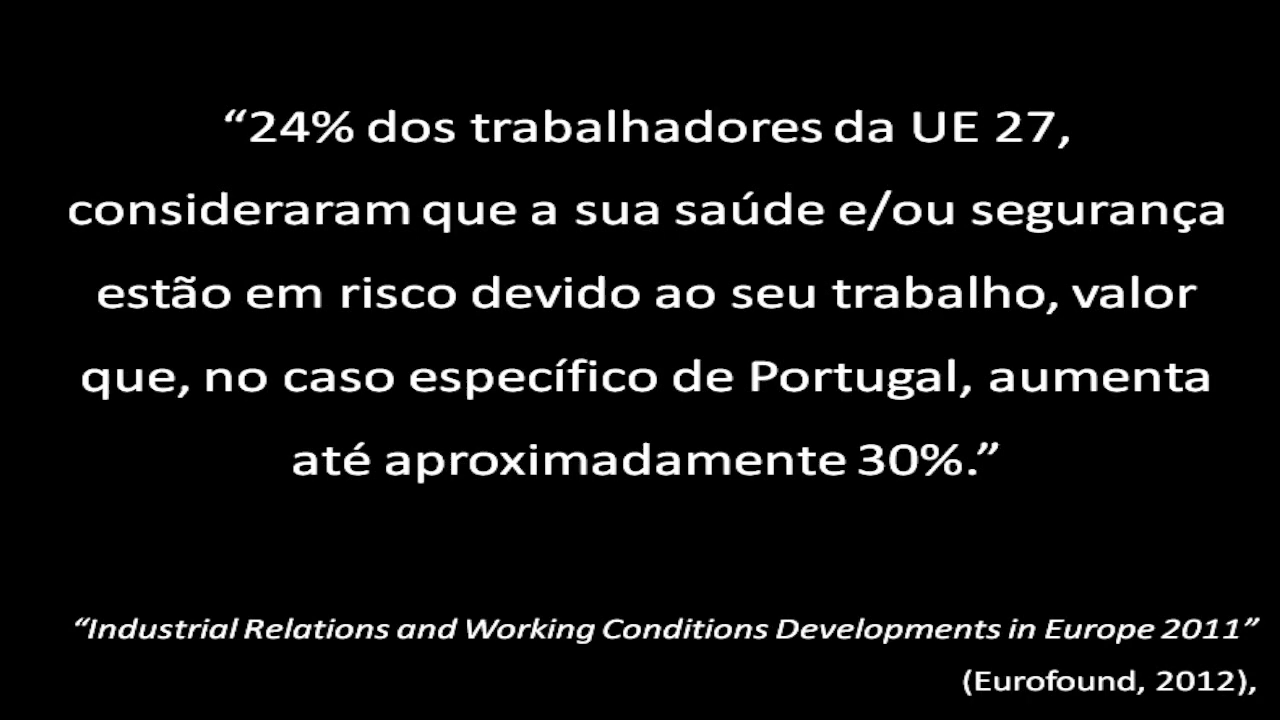 “24% dos trabalhadores da UE 27,
consideraram que a sua saúde e/ou segurança
estão em risco devido ao seu trabalho, valor
que, no caso específico de Portugal, aumenta
até aproximadamente 30%.”
“Industrial Relations and Working Conditions Developments in Europe 2011”
(Eurofound, 2012),